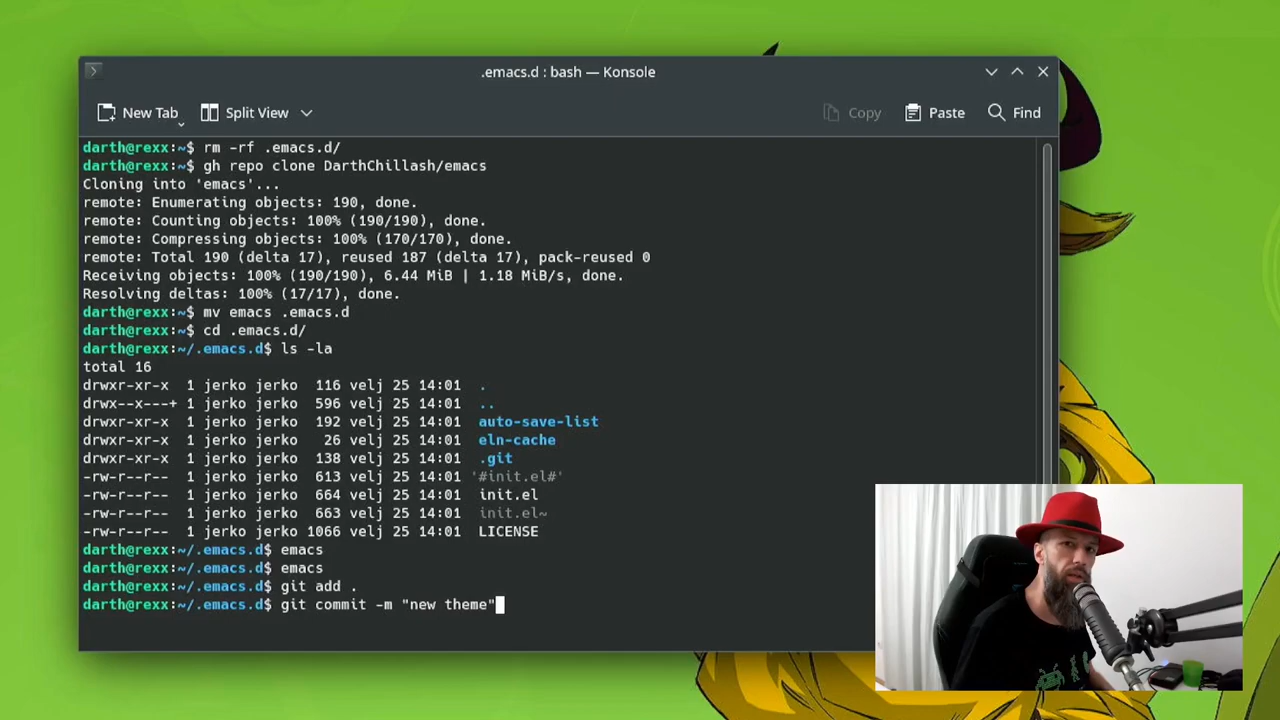 .emacs.d : bash — Konsole
New Tab Split View Copy Paste Find
darth@rexx:~$ rm -rf .emacs.d/
darth@rexx:~$ gh repo clone DarthChillash/emacs
Cloning into 'emacs'...
remote: Enumerating objects: 190, done.
remote: Counting objects: 100% (190/190), done.
remote: Compressing objects: 100% (170/170), done.
remote: Total 190 (delta 17), reused 187 (delta 17), pack-reused 0
Receiving objects: 100% (190/190), 6.44 MiB | 1.18 MiB/s, done.
Resolving deltas: 100% (17/17), done.
darth@rexx:~$ mv emacs .emacs.d
darth@rexx:~$ cd .emacs.d/
darth@rexx:~/.emacs.d$ ls -la
total 16
drwxr-xr-x 1 jerko jerko 116 velj 25 14:01 .
drwx--x---+ 1 jerko jerko 596 velj 25 14:01 ..
drwxr-xr-x 1 jerko jerko 192 velj 25 14:01 auto-save-list
drwxr-xr-x 1 jerko jerko 26 velj 25 14:01 eln-cache
drwxr-xr-x 1 jerko jerko 138 velj 25 14:01 .git
-rw-r--r-- 1 jerko jerko 613 velj 25 14:01 '#init.el#'
-rw-r--r-- 1 jerko jerko 664 velj 25 14:01 init.el
-rw-r--r-- 1 jerko jerko 663 velj 25 14:01 init.el~
-rw-r--r-- 1 jerko jerko 1066 velj 25 14:01 LICENSE
darth@rexx:~/.emacs.d$ emacs
darth@rexx:~/.emacs.d$ emacs
darth@rexx:~/.emacs.d$ git add .
darth@rexx:~/.emacs.d$ git commit -m "new theme"